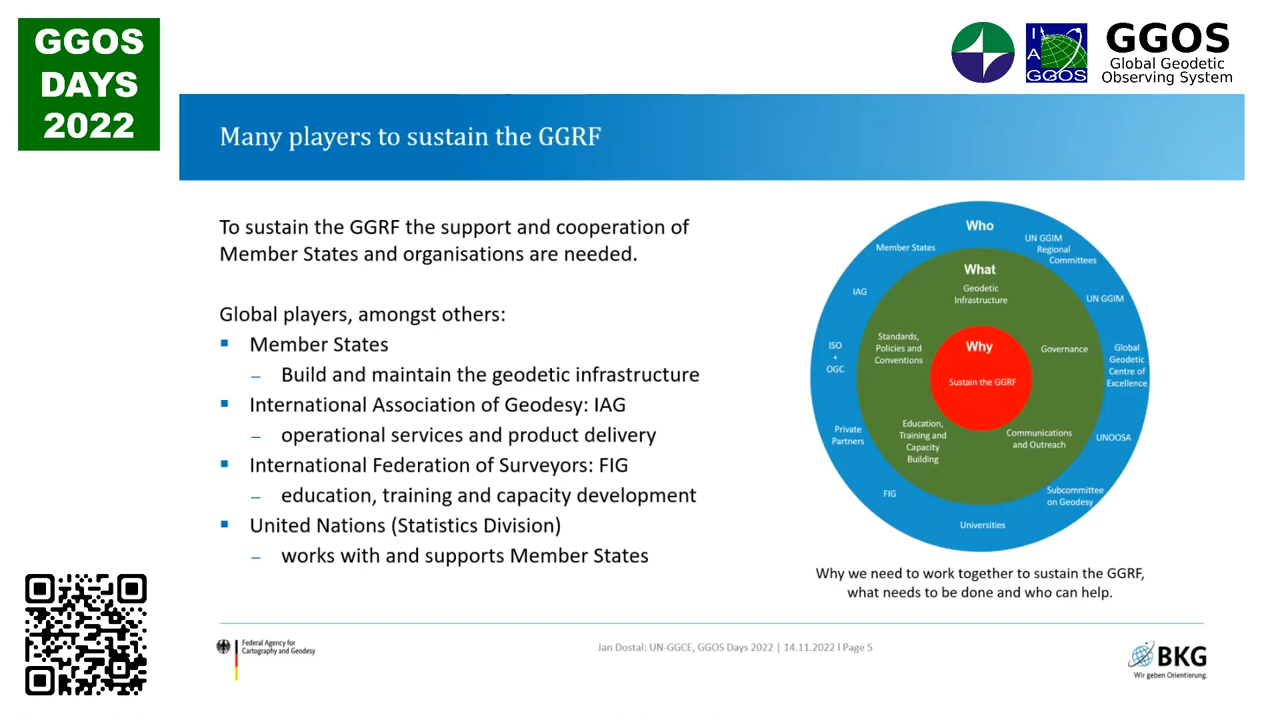 GGOS
DAYS
2022
I
A
G
GGOS
GGOS
Global Geodetic
Observing System
Many players to sustain the GGRF
To sustain the GGRF the support and cooperation of
Member States and organisations are needed.
Global players, amongst others:
Member States
– Build and maintain the geodetic infrastructure
International Association of Geodesy: IAG
– operational services and product delivery
International Federation of Surveyors: FIG
– education, training and capacity development
United Nations (Statistics Division)
– works with and supports Member States
Who
Member States
UN GGIM
Regional
Committees
IAG
UN GGIM
ISO
+
OGC
Global
Geodetic
Centre of
Excellence
Private
Partners
UNOOSA
FIG
Subcommittee
on Geodesy
Universities
What
Geodetic
Infrastructure
Standards,
Policies and
Conventions
Governance
Education,
Training and
Capacity
Building
Communications
and Outreach
Why
Sustain the GGRF
Why we need to work together to sustain the GGRF,
what needs to be done and who can help.
Federal Agency for
Cartography and Geodesy
Jan Dostal: UN-GGCE, GGOS Days 2022 | 14.11.2022 I Page 5
BKG
Wir geben Orientierung.